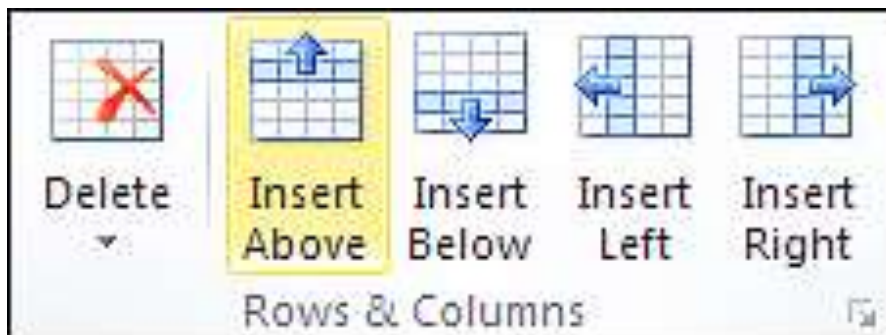 Delete
Insert Above
Insert Below
Insert Left
Insert Right
Rows & Columns